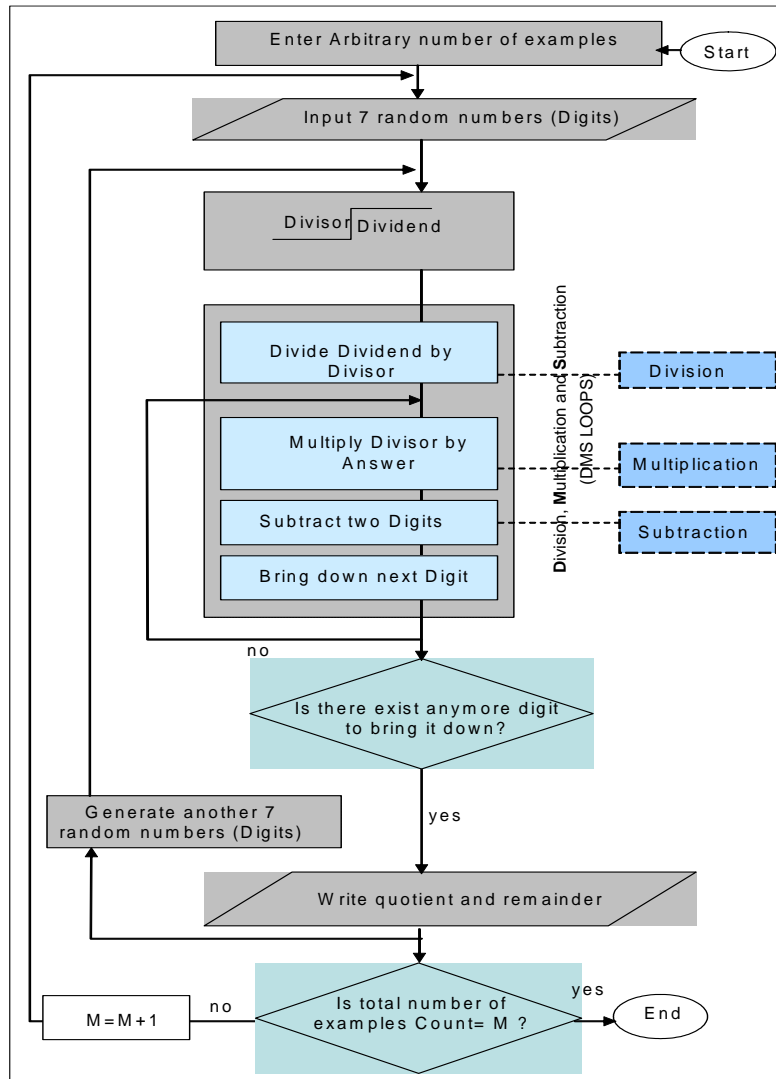 Enter Arbitrary number of examples
Start
Input 7 random numbers (Digits)
Divisor Dividend
Divide Dividend by
Divisor
Division
Multiply Divisor by
Answer
Multiplication
Subtract two Digits
Subtraction
Bring down next Digit
Division, Multiplication and Subtraction
(DMS LOOPS)
no
Is there exist anymore digit
to bring it down?
yes
Generate another 7
random numbers (Digits)
Write quotient and remainder
Is total number of
examples Count= M ?
no
M=M+1
yes
End